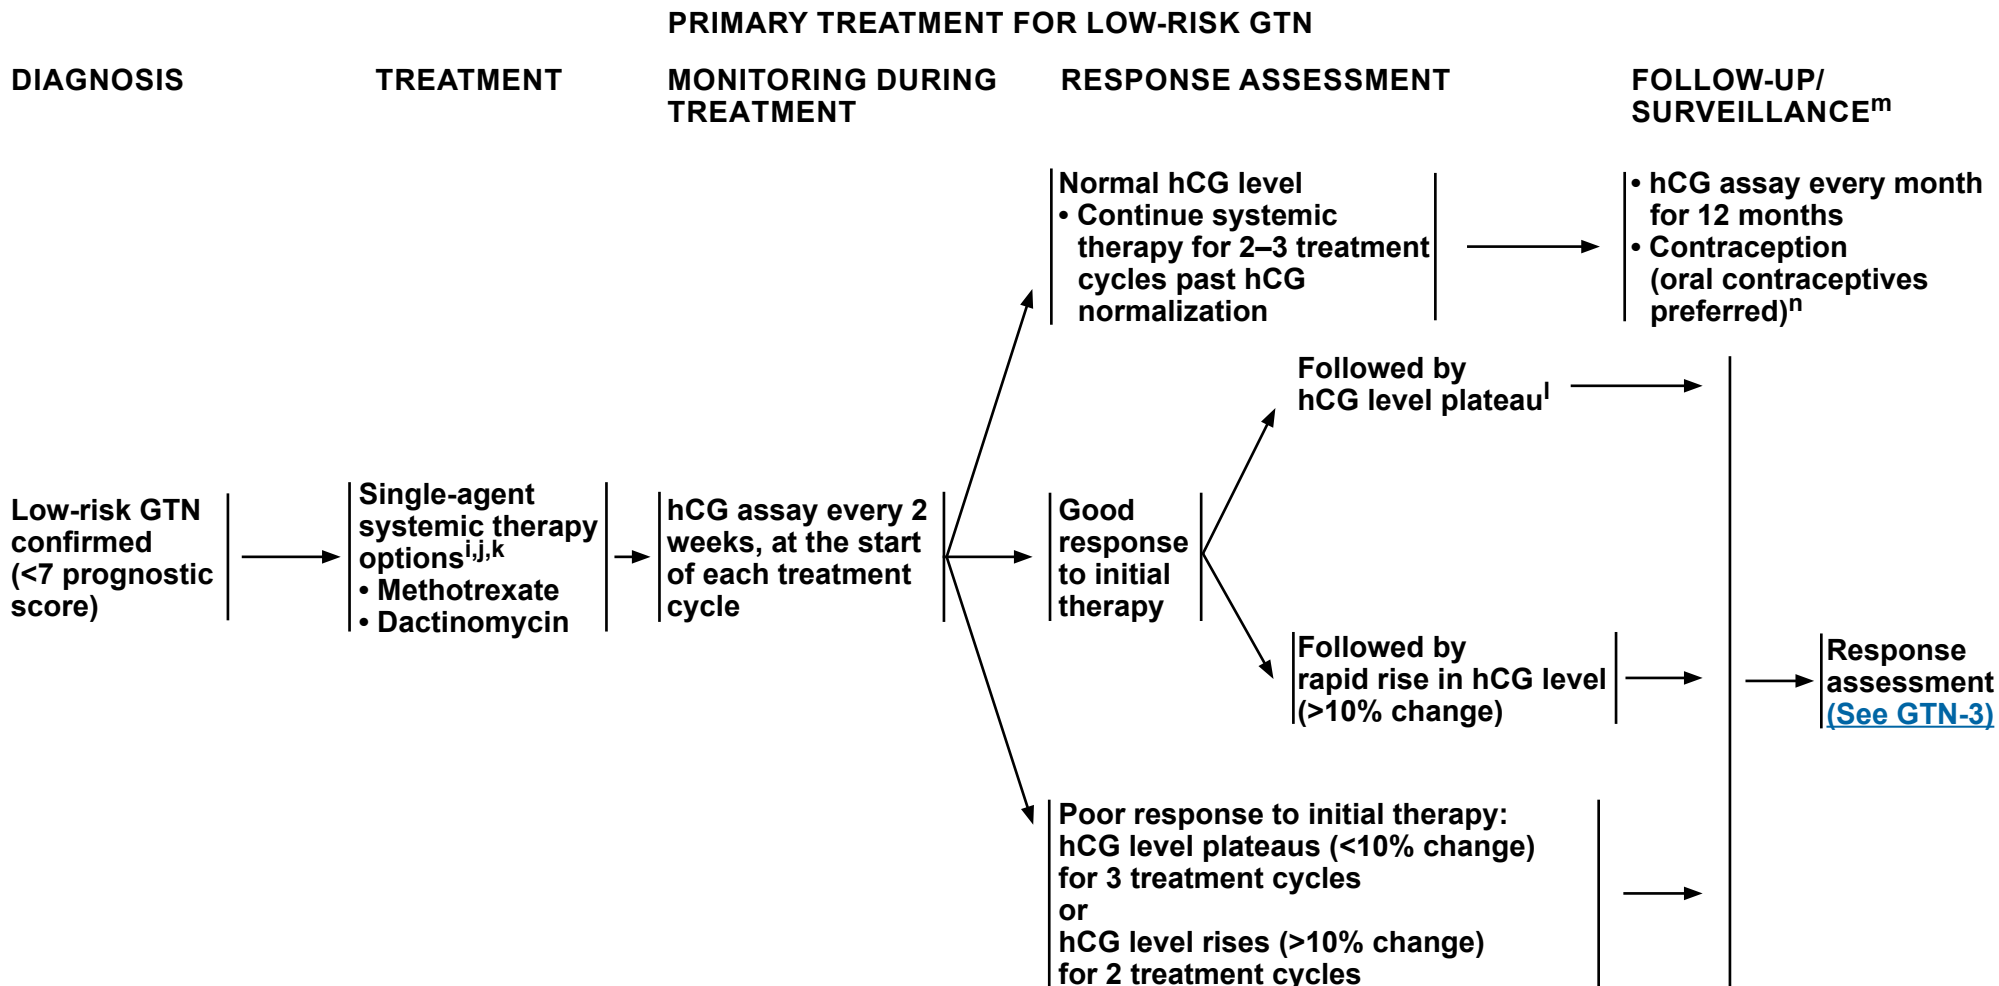 PRIMARY TREATMENT FOR LOW-RISK GTN
DIAGNOSIS
TREATMENT
MONITORING DURING
TREATMENT
RESPONSE ASSESSMENT
FOLLOW-UP/
SURVEILLANCEᵐ
Low-risk GTN
confirmed
(<7 prognostic
score)
Single-agent
systemic therapy
optionsⁱ,ʲ,ᵏ
• Methotrexate
• Dactinomycin
hCG assay every 2
weeks, at the start
of each treatment
cycle
Normal hCG level
• Continue systemic
therapy for 2–3 treatment
cycles past hCG
normalization
• hCG assay every month
for 12 months
• Contraception
(oral contraceptives
preferred)ⁿ
Good
response
to initial
therapy
Followed by
hCG level plateauˡ
Followed by
rapid rise in hCG level
(>10% change)
Poor response to initial therapy:
hCG level plateaus (<10% change)
for 3 treatment cycles
or
hCG level rises (>10% change)
for 2 treatment cycles
Response
assessment
(See GTN-3)